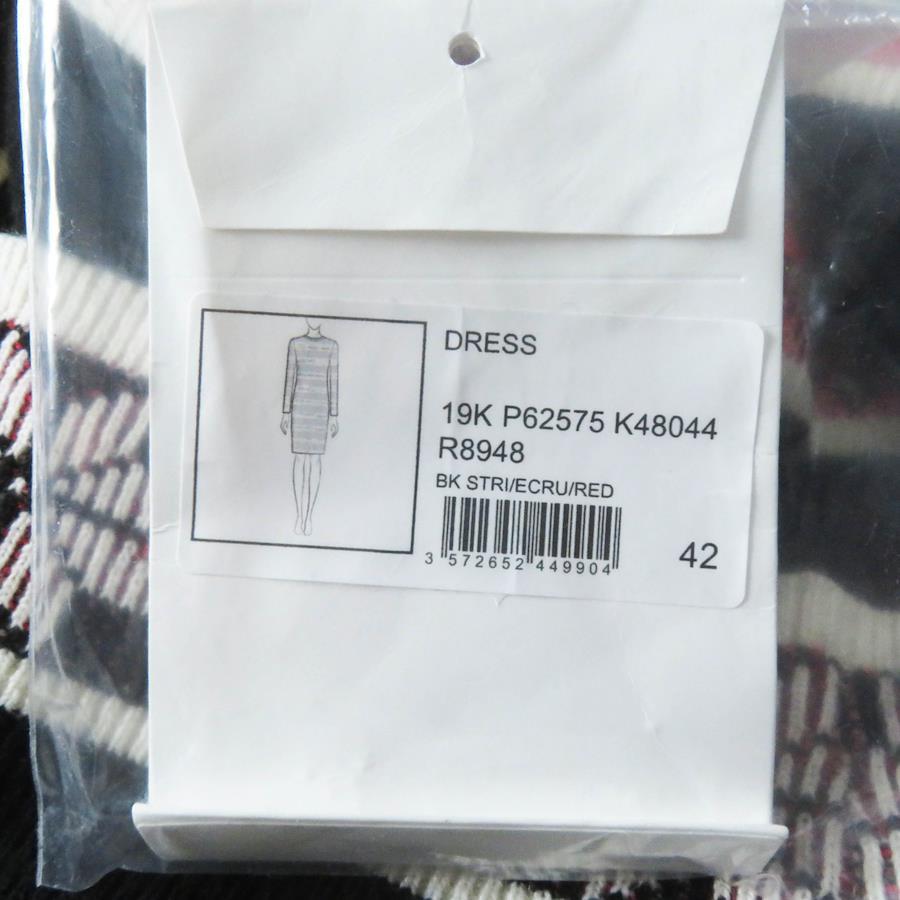 DRESS
19K P62575 K48044
R8948
BK STRI/ECRU/RED
3 572652 449904
42